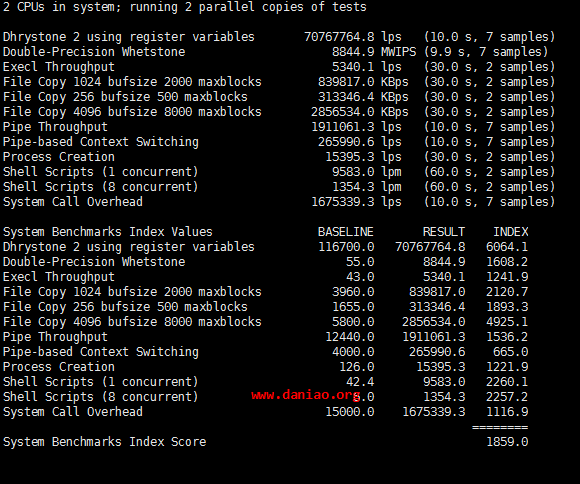 2 CPUs in system; running 2 parallel copies of tests
Dhrystone 2 using register variables 70767764.8 lps (10.0 s, 7 samples)
Double-Precision Whetstone 8844.9 MWIPS (9.9 s, 7 samples)
Execl Throughput 5340.1 lps (30.0 s, 2 samples)
File Copy 1024 bufsize 2000 maxblocks 839817.0 KBps (30.0 s, 2 samples)
File Copy 256 bufsize 500 maxblocks 313346.4 KBps (30.0 s, 2 samples)
File Copy 4096 bufsize 8000 maxblocks 2856534.0 KBps (30.0 s, 2 samples)
Pipe Throughput 1911061.3 lps (10.0 s, 7 samples)
Pipe-based Context Switching 265990.6 lps (10.0 s, 7 samples)
Process Creation 15395.3 lps (30.0 s, 2 samples)
Shell Scripts (1 concurrent) 9583.0 lpm (60.0 s, 2 samples)
Shell Scripts (8 concurrent) 1354.3 lpm (60.0 s, 2 samples)
System Call Overhead 1675339.3 lps (10.0 s, 7 samples)
System Benchmarks Index Values BASELINE RESULT INDEX
Dhrystone 2 using register variables 116700.0 70767764.8 6064.1
Double-Precision Whetstone 55.0 8844.9 1608.2
Execl Throughput 43.0 5340.1 1241.9
File Copy 1024 bufsize 2000 maxblocks 3960.0 839817.0 2120.7
File Copy 256 bufsize 500 maxblocks 1655.0 313346.4 1893.3
File Copy 4096 bufsize 8000 maxblocks 5800.0 2856534.0 4925.1
Pipe Throughput 12440.0 1911061.3 1536.2
Pipe-based Context Switching 4000.0 265990.6 665.0
Process Creation 126.0 15395.3 1221.9
Shell Scripts (1 concurrent) 42.4 9583.0 2260.1
Shell Scripts (8 concurrent) 6.0 1354.3 2257.2
www.daniao.org
System Call Overhead 15000.0 1675339.3 1116.9
========
System Benchmarks Index Score 1859.0